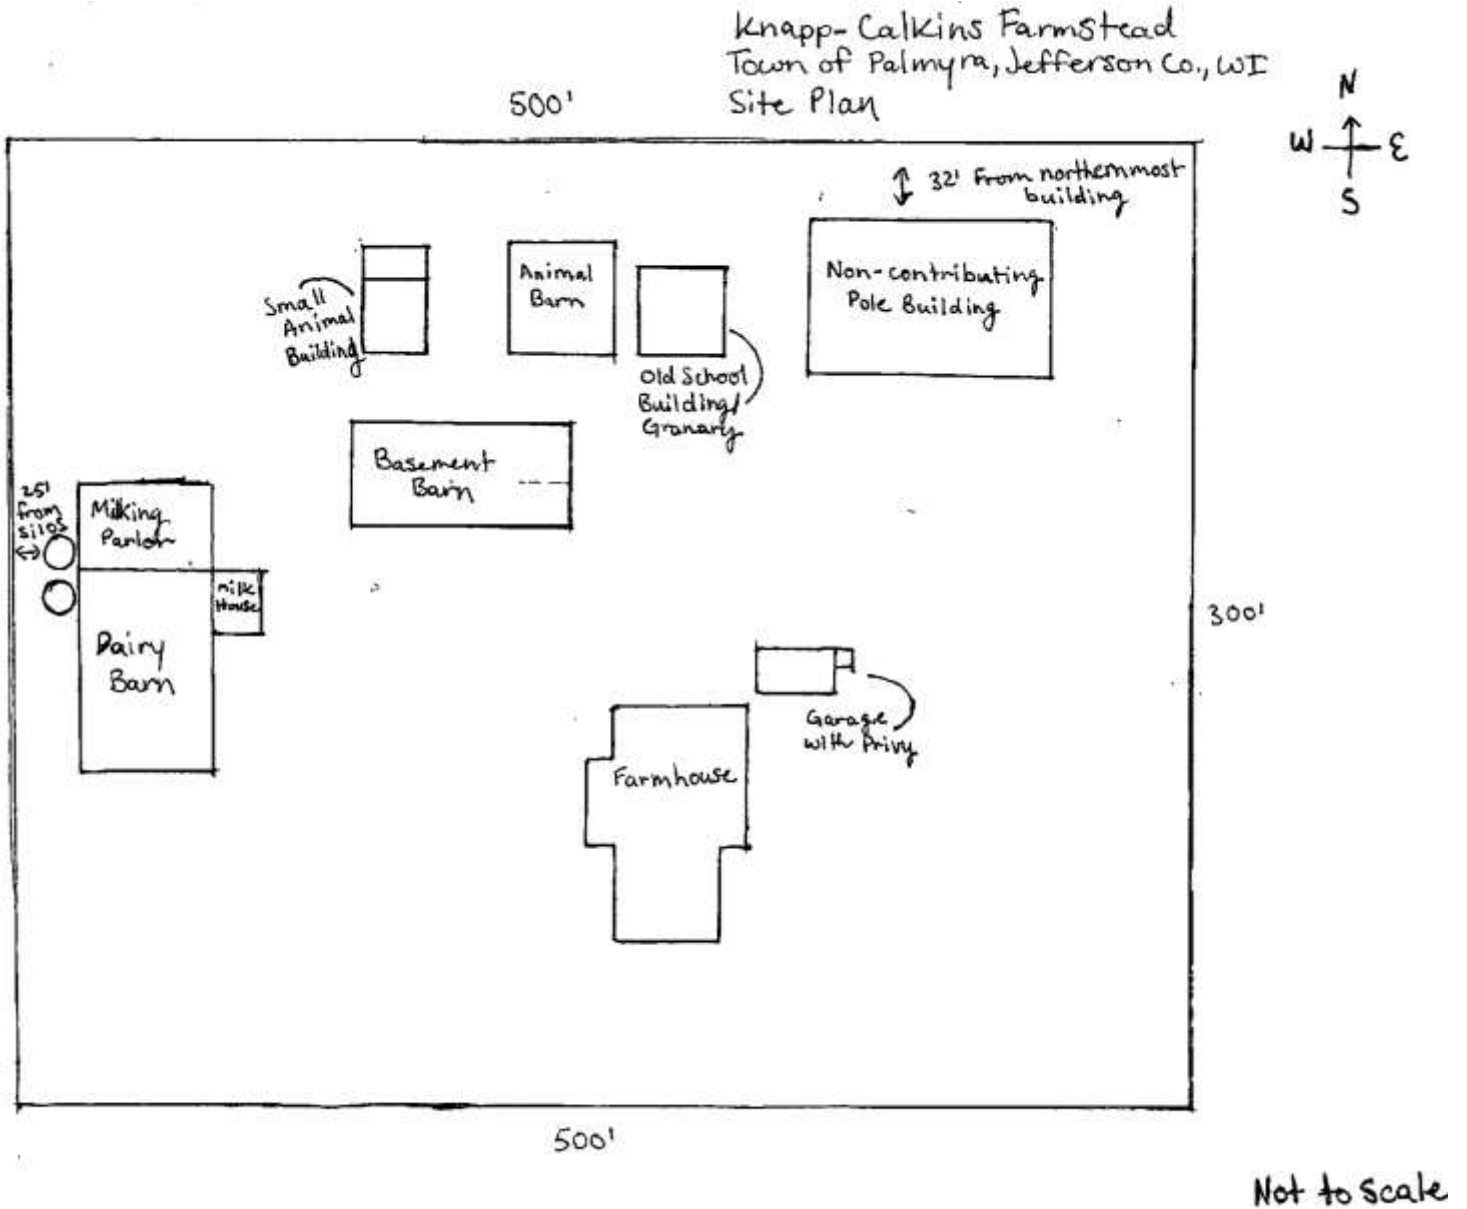 Knapp-Calkins Farmstead
Town of Palmyra, Jefferson Co., WI
Site Plan
500'
N
W E
S
32' From northernmost
building
Non-contributing
Pole Building
Animal
Barn
Small
Animal
Building
Old School
Building/
Granary
Basement
Barn
25'
from
silos
Milking
Parlor
Milk
House
Dairy
Barn
300'
Garage
with Privy
Farmhouse
500'
Not to scale